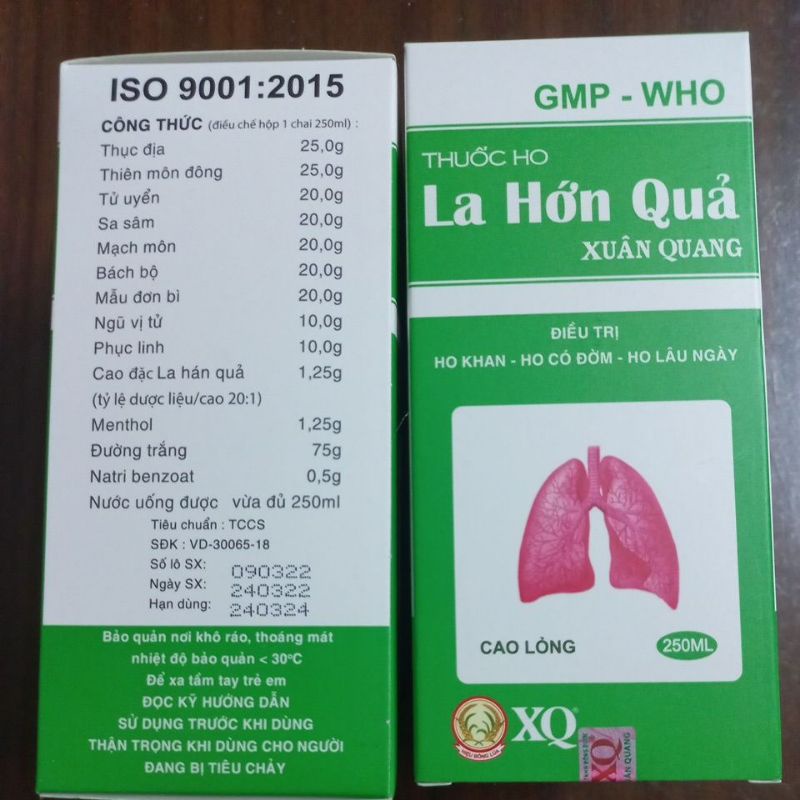 ISO 9001:2015
CÔNG THỨC (điều chế hộp 1 chai 250ml) :
Thục địa 25,0g
Thiên môn đông 25,0g
Tử uyển 20,0g
Sa sâm 20,0g
Mạch môn 20,0g
Bách bộ 20,0g
Mẫu đơn bì 20,0g
Ngũ vị tử 10,0g
Phục linh 10,0g
Cao đặc La hán quả 1,25g
(tỷ lệ dược liệu/cao 20:1)
Menthol 1,25g
Đường trắng 75g
Natri benzoat 0,5g
Nước uống được vừa đủ 250ml
Tiêu chuẩn : TCCS
SĐK : VD-30065-18
Số lô SX: 090322
Ngày SX: 240322
Hạn dùng: 240324
Bảo quản nơi khô ráo, thoáng mát
nhiệt độ bảo quản < 30°C
Để xa tầm tay trẻ em
ĐỌC KỸ HƯỚNG DẪN
SỬ DỤNG TRƯỚC KHI DÙNG
THẬN TRỌNG KHI DÙNG CHO NGƯỜI
ĐANG BỊ TIÊU CHẢY
GMP - WHO
THUỐC HO
La Hớn Quả
XUÂN QUANG
ĐIỀU TRỊ
HO KHAN - HO CÓ ĐỜM - HO LÂU NGÀY
CAO LỎNG
250ML
HIỆU BÔNG LÚA
XQ®
XQ
XUÂN QUANG